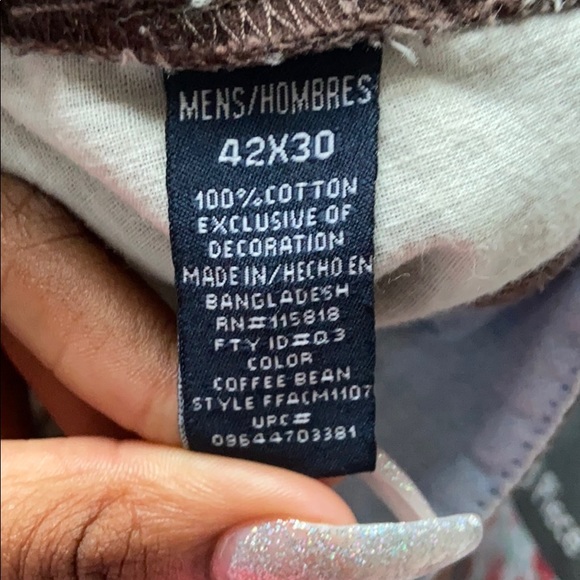 MENS/HOMBRES
42X30
100%COTTON
EXCLUSIVE OF
DECORATION
MADE IN/HECHO EN
BANGLADESH
RN#115818
FTY ID#Q3
COLOR
COFFEE BEAN
STYLE FFACM1107
UPC#
09644703381